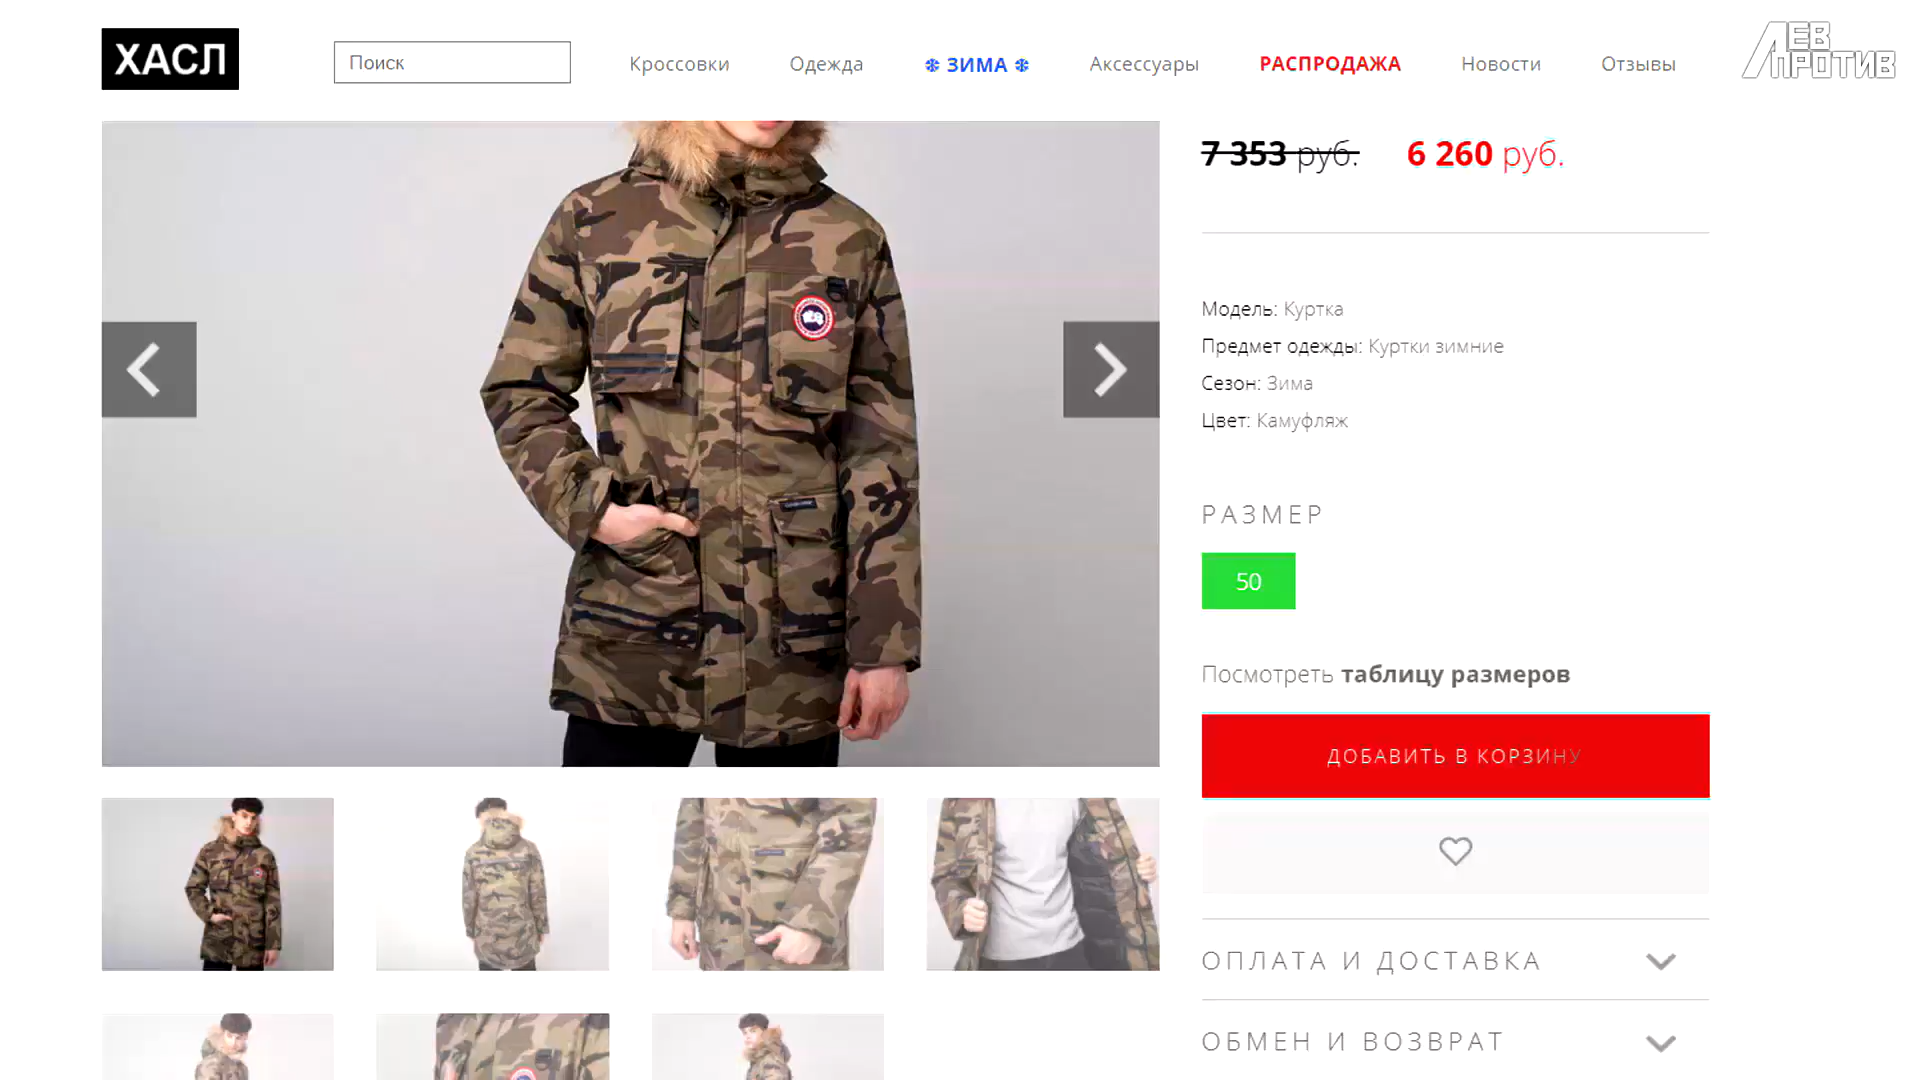 ХАСЛ
Поиск
Кроссовки
Одежда
❄ ЗИМА ❄
Аксессуары
РАСПРОДАЖА
Новости
Отзывы
ЛЕВ
ПРОТИВ
7 353 руб.
6 260 руб.
Модель: Куртка
Предмет одежды: Куртки зимние
Сезон: Зима
Цвет: Камуфляж
РАЗМЕР
50
Посмотреть таблицу размеров
ДОБАВИТЬ В КОРЗИНУ
ОПЛАТА И ДОСТАВКА
ОБМЕН И ВОЗВРАТ